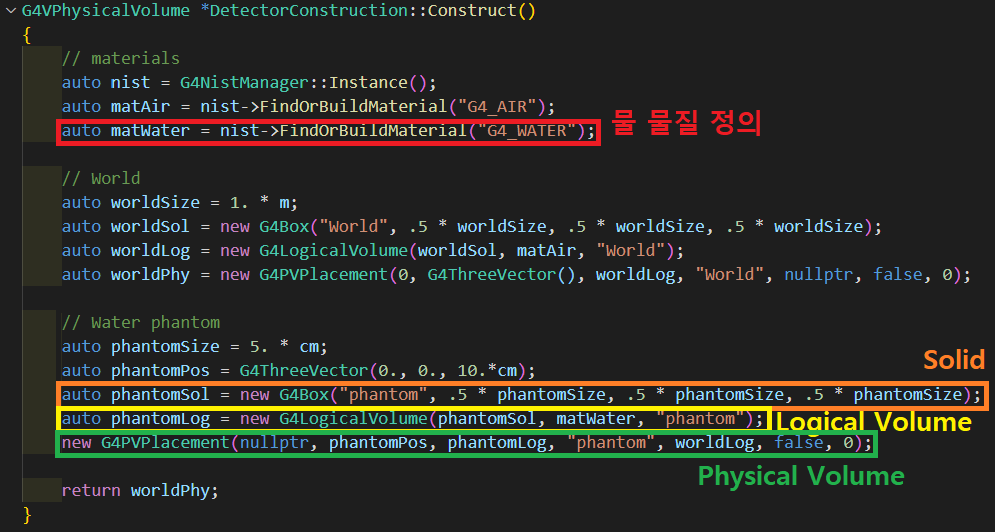 G4VPhysicalVolume *DetectorConstruction::Construct()
{
    // materials
    auto nist = G4NistManager::Instance();
    auto matAir = nist->FindOrBuildMaterial("G4_AIR");
    auto matWater = nist->FindOrBuildMaterial("G4_WATER"); 물 물질 정의

    // World
    auto worldSize = 1. * m;
    auto worldSol = new G4Box("World", .5 * worldSize, .5 * worldSize, .5 * worldSize);
    auto worldLog = new G4LogicalVolume(worldSol, matAir, "World");
    auto worldPhy = new G4PVPlacement(0, G4ThreeVector(), worldLog, "World", nullptr, false, 0);

    // Water phantom
    auto phantomSize = 5. * cm;
    auto phantomPos = G4ThreeVector(0., 0., 10.*cm);
Solid
    auto phantomSol = new G4Box("phantom", .5 * phantomSize, .5 * phantomSize, .5 * phantomSize);
    auto phantomLog = new G4LogicalVolume(phantomSol, matWater, "phantom"); Logical Volume
    new G4PVPlacement(nullptr, phantomPos, phantomLog, "phantom", worldLog, false, 0);
Physical Volume
    return worldPhy;
}